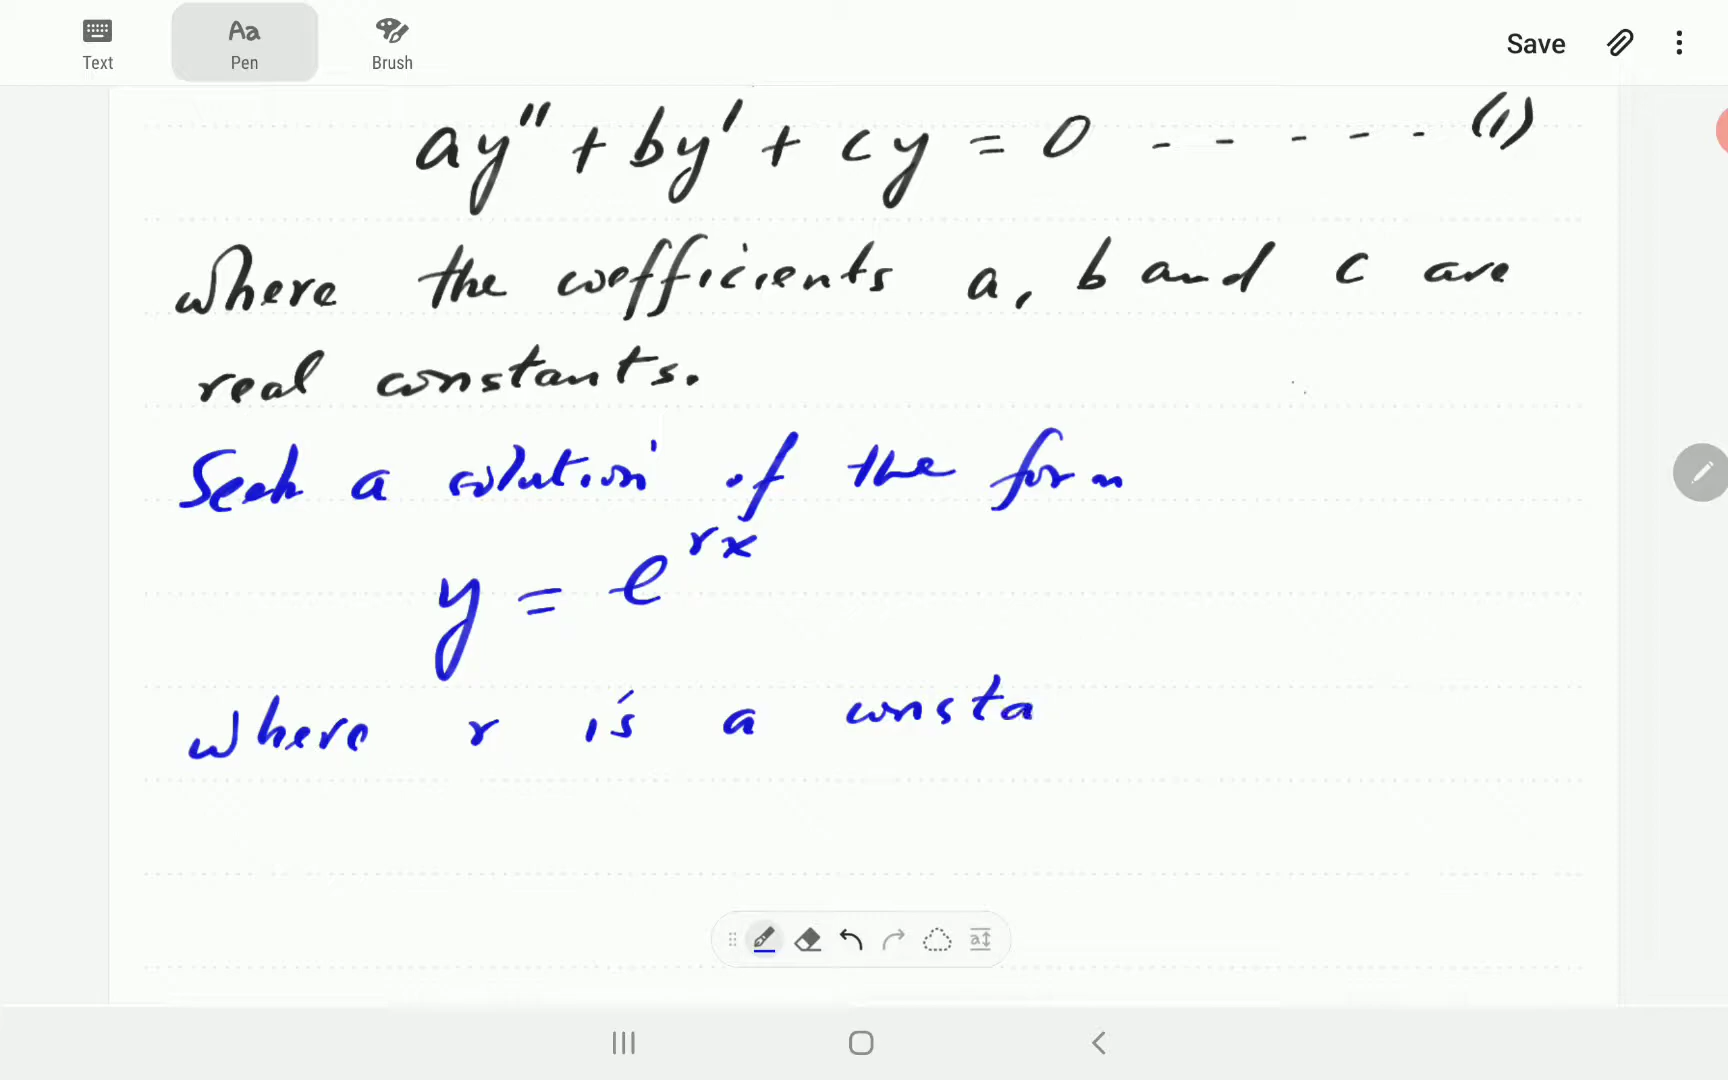 Text
Aa
Pen
Brush
Save
ay'' + by' + cy = 0 - - - - - (1)
where the coefficients a, b and c are
real constants.
Seek a solution of the form
y = e^{rx}
where r is a consta